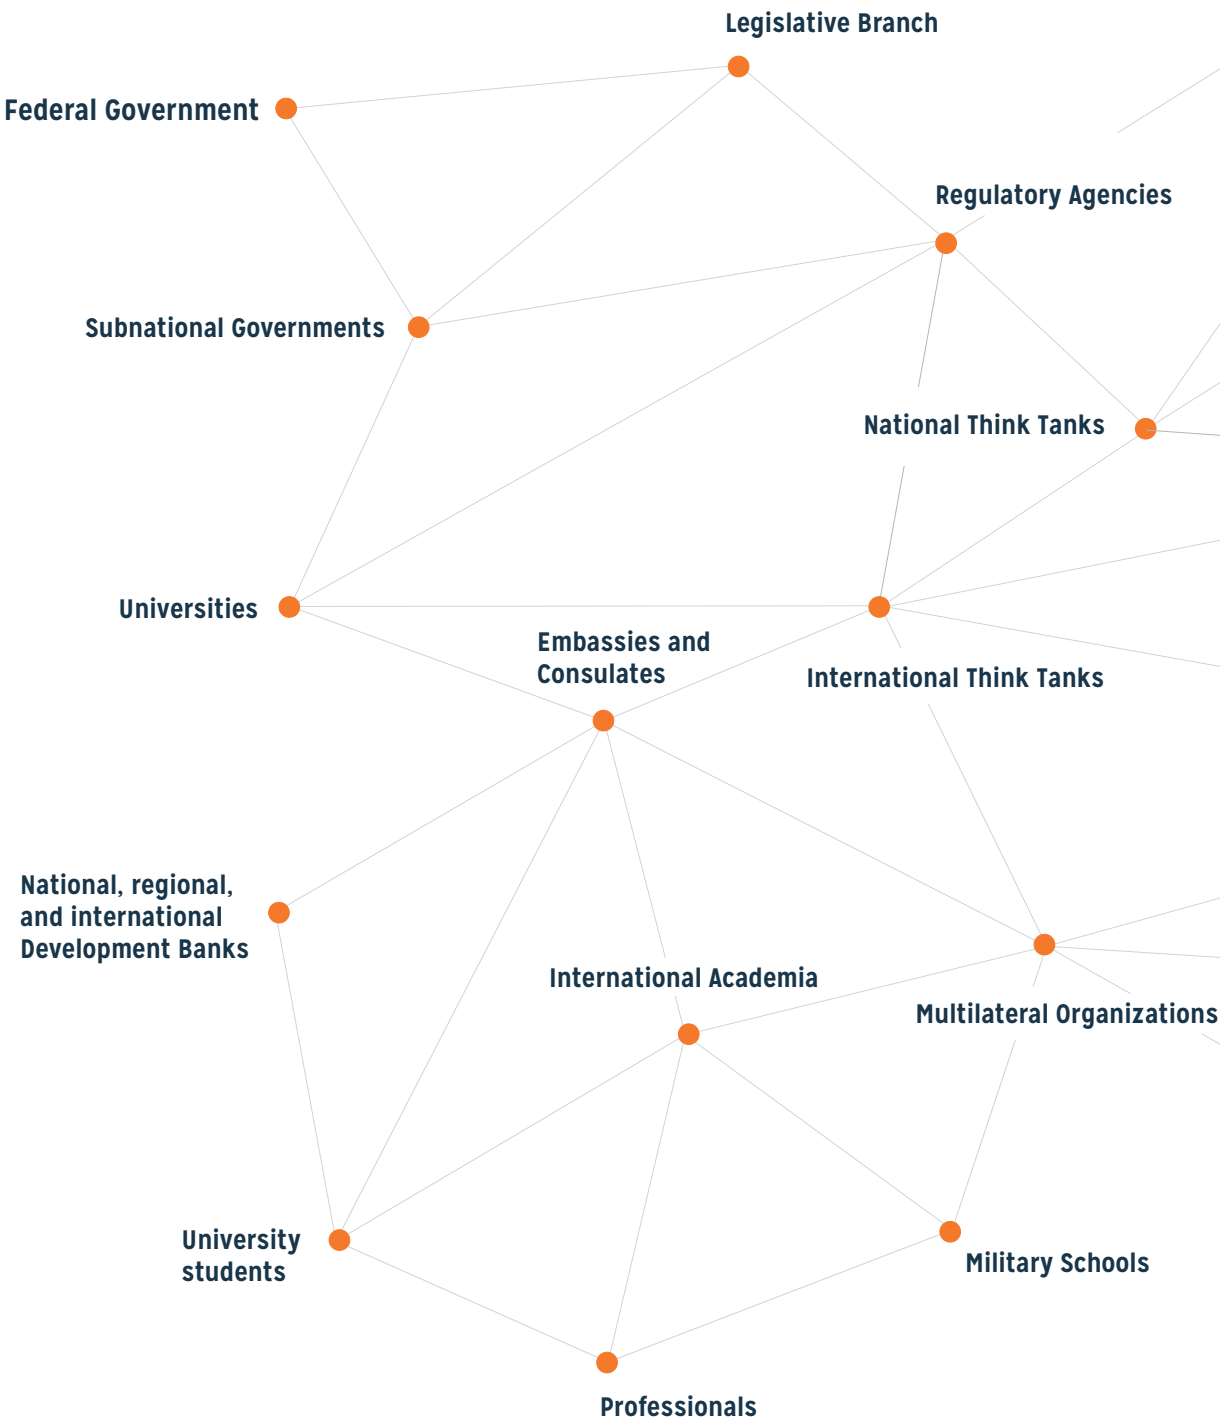 Legislative Branch
Federal Government
Regulatory Agencies
Subnational Governments
National Think Tanks
Universities
Embassies and
Consulates
International Think Tanks
National, regional,
and international
Development Banks
International Academia
Multilateral Organizations
University
students
Military Schools
Professionals